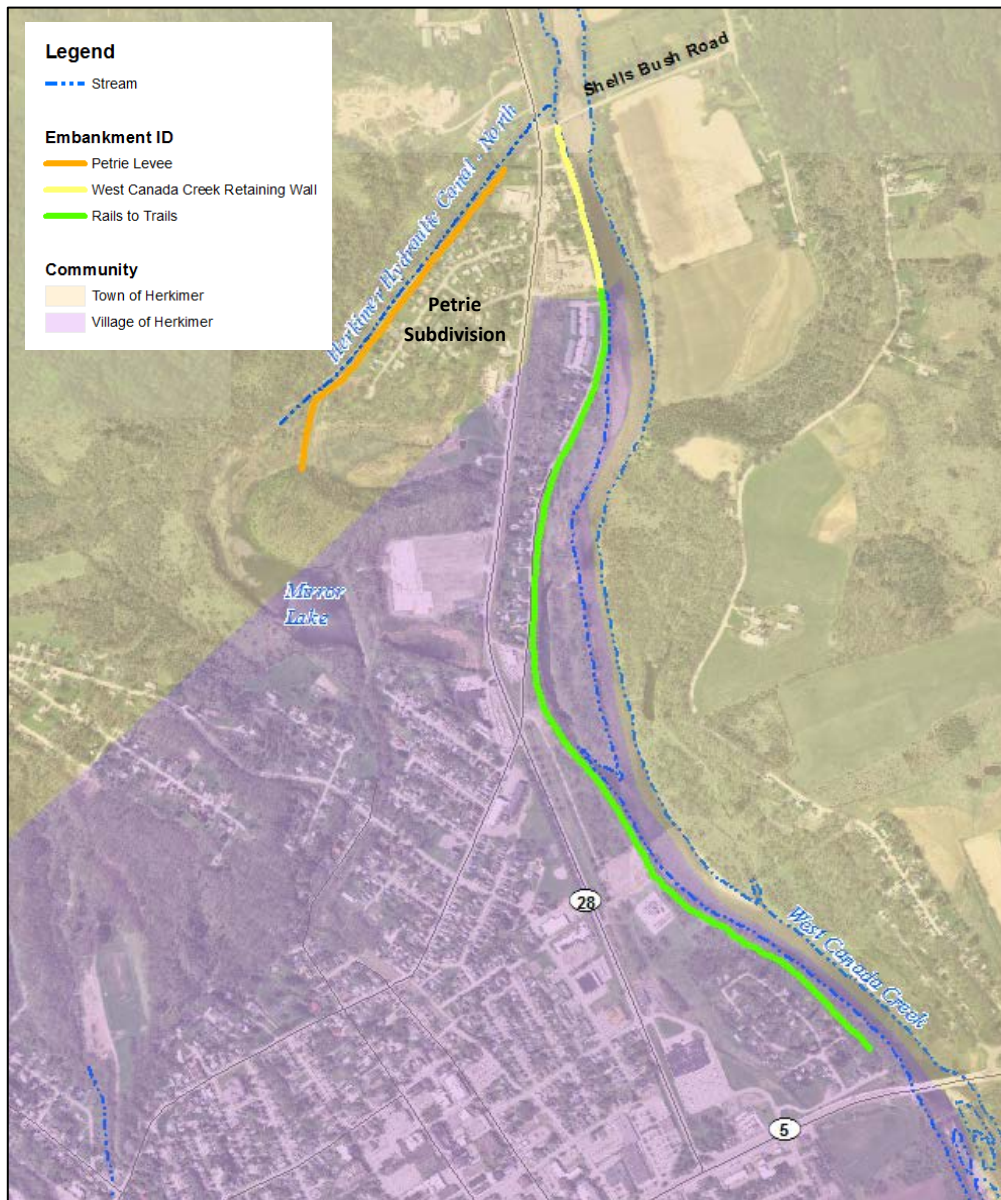 Legend
Stream
Embankment ID
Petrie Levee
West Canada Creek Retaining Wall
Rails to Trails
Community
Town of Herkimer
Village of Herkimer
Shells Bush Road
Herkimer Hydraulic Canal - North
Petrie
Subdivision
Mirror
Lake
28
West Canada Creek
5